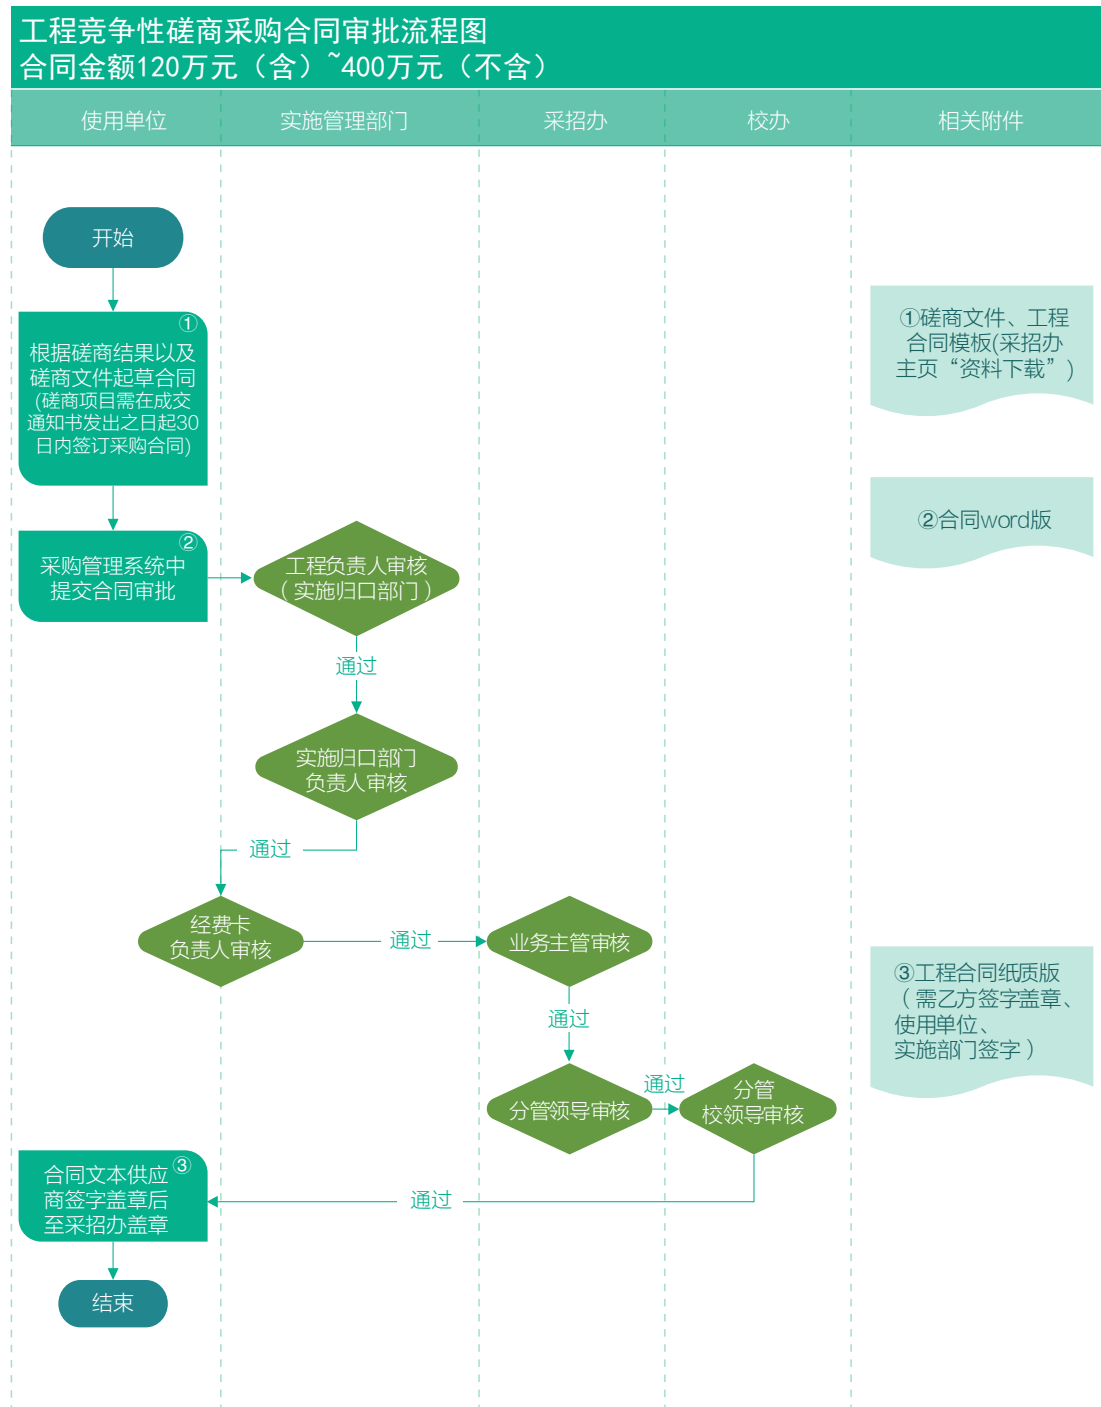 工程竞争性磋商采购合同审批流程图
合同金额120万元（含）~400万元（不含）
使用单位
实施管理部门
采招办
校办
相关附件
开始
①
根据磋商结果以及
磋商文件起草合同
(磋商项目需在成交
通知书发出之日起30
日内签订采购合同)
①磋商文件、工程
合同模板(采招办
主页“资料下载”)
②合同word版
②
采购管理系统中
提交合同审批
工程负责人审核
（实施归口部门）
通过
实施归口部门
负责人审核
通过
经费卡
负责人审核
通过
业务主管审核
通过
分管领导审核
通过
分管
校领导审核
③工程合同纸质版
（需乙方签字盖章、
使用单位、
实施部门签字）
通过
③
合同文本供应
商签字盖章后
至采招办盖章
结束